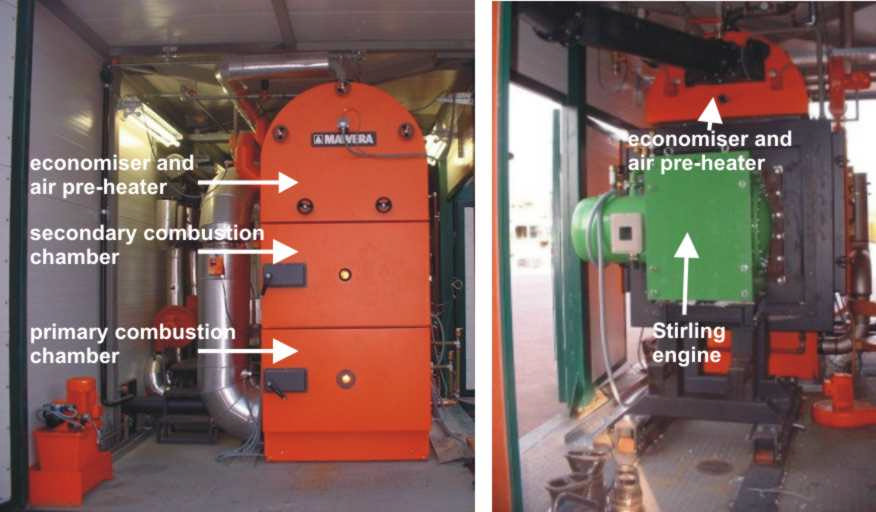 MAWERA
economiser and
air pre-heater
secondary combustion
chamber
primary combustion
chamber
economiser and
air pre-heater
Stirling
engine